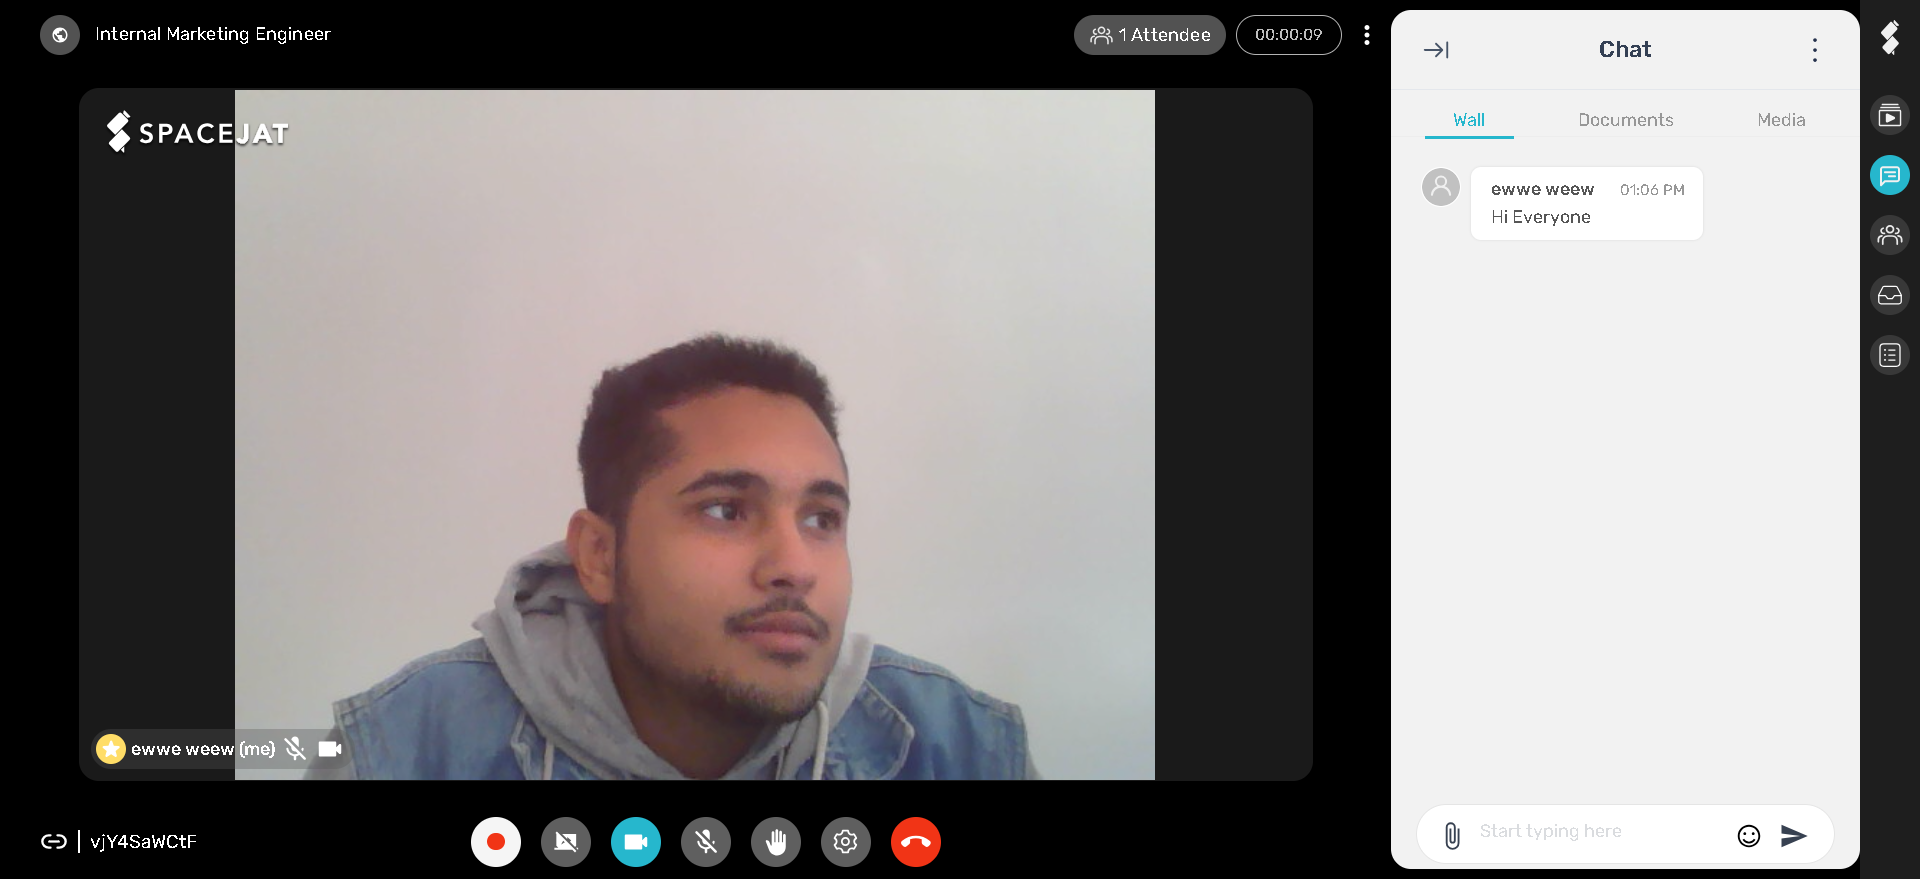 Internal Marketing Engineer
1 Attendee
00:00:09
SPACEJAT
ewwe weew (me)
vjY4SaWCtF
Chat
Wall
Documents
Media
ewwe weew 01:06 PM
Hi Everyone
Start typing here